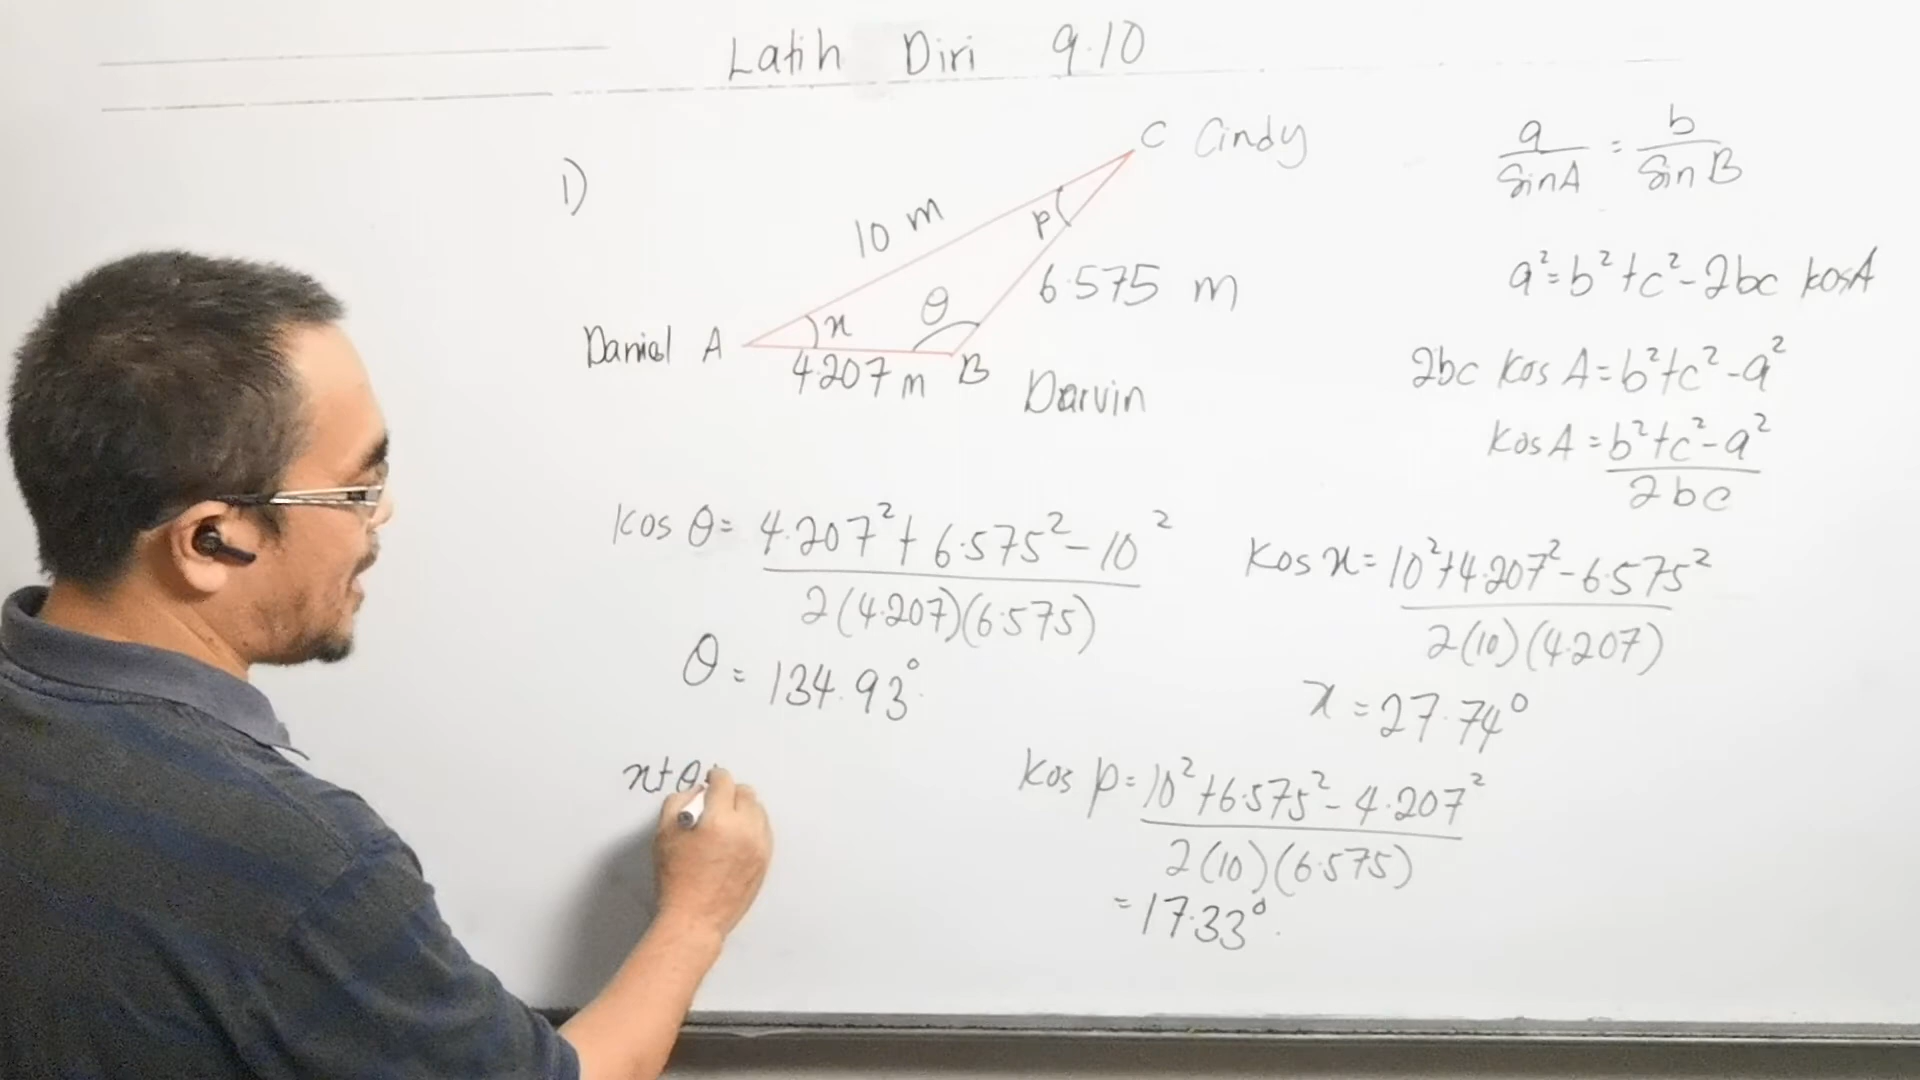 Latih Diri 9.10
1)
C Cindy
10 m
p
6.575 m
θ
x
Daniel A
4.207 m B
Darvin
a/SinA = b/Sin B
a²=b²+c²-2bc kosA
2bc kos A = b²+c²-a²
kos A = b²+c²-a²
2bc
kos θ = 4.207²+6.575²-10²
2(4.207)(6.575)
θ = 134.93°
kos x = 10²+4.207²-6.575²
2(10)(4.207)
x = 27.74°
kos p = 10²+6.575²-4.207²
2(10)(6.575)
= 17.33°
x+θ